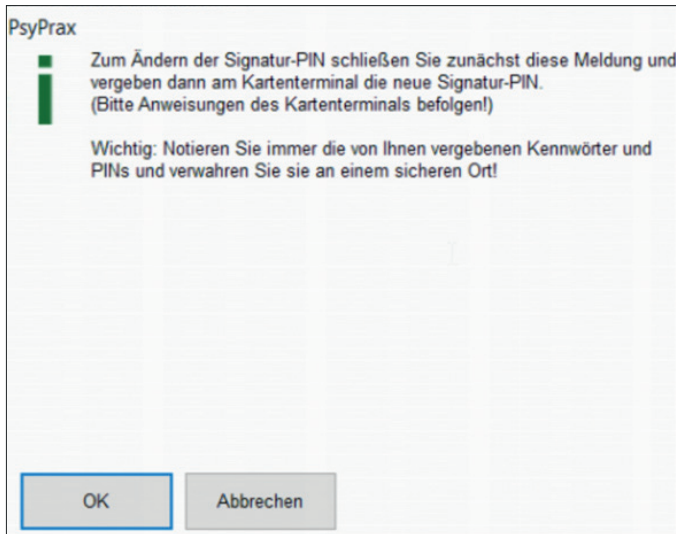 PsyPrax
Zum Ändern der Signatur-PIN schließen Sie zunächst diese Meldung und
vergeben dann am Kartenterminal die neue Signatur-PIN.
(Bitte Anweisungen des Kartenterminals befolgen!)
Wichtig: Notieren Sie immer die von Ihnen vergebenen Kennwörter und
PINs und verwahren Sie sie an einem sicheren Ort!
OK Abbrechen